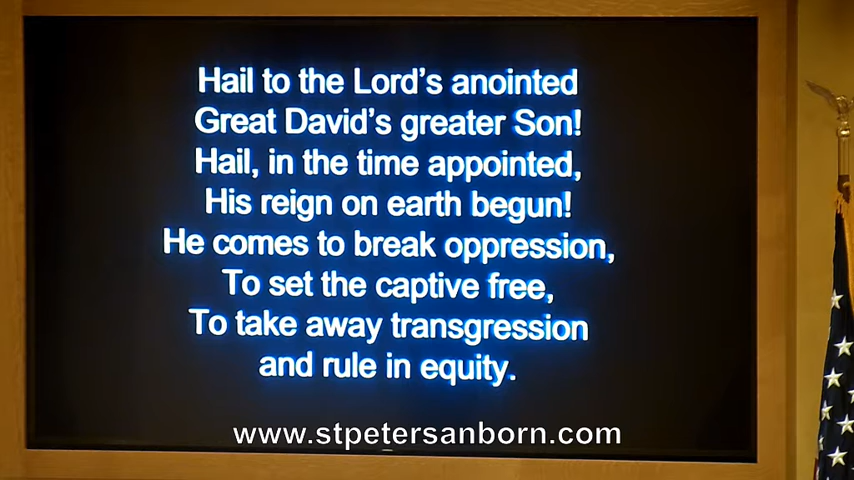 Hail to the Lord's anointed
Great David's greater Son!
Hail, in the time appointed,
His reign on earth begun!
He comes to break oppression,
To set the captive free,
To take away transgression
and rule in equity.
www.stpetersanborn.com